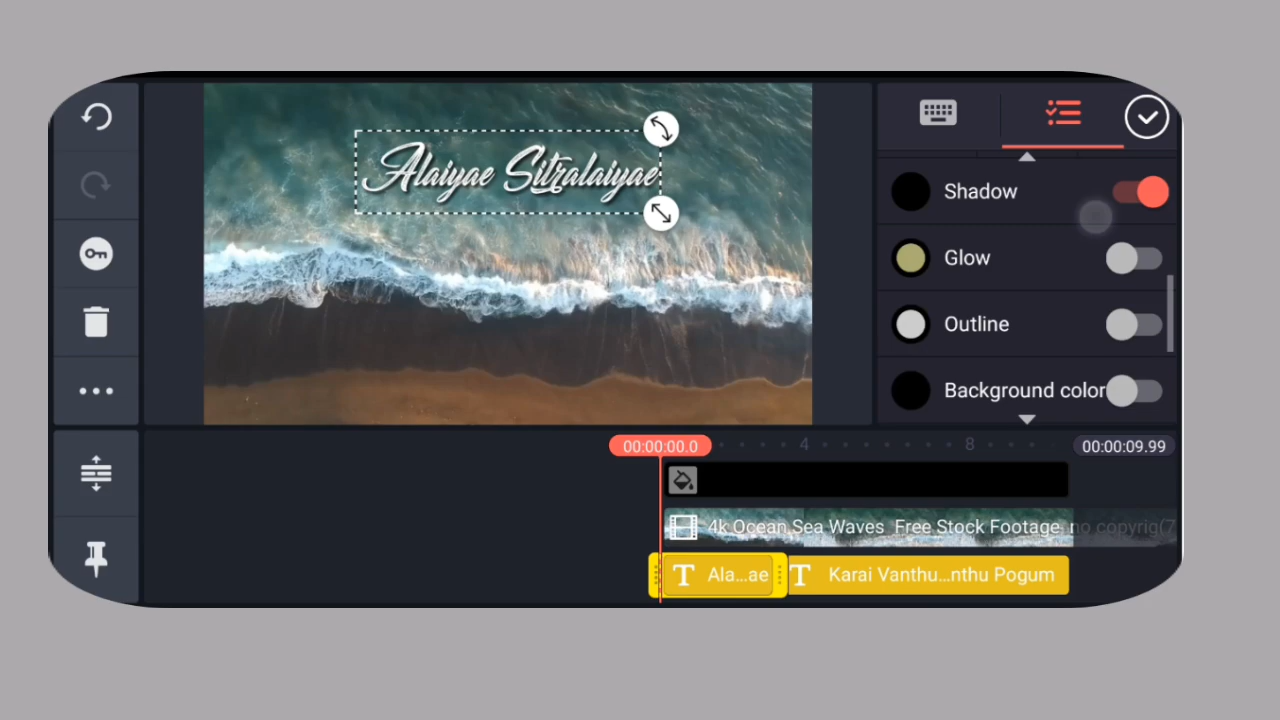 Alaiyae Sitralaiyae
Shadow
Glow
Outline
Background color
00:00:00.0
4
8
00:00:09.99
4k Ocean Sea Waves Free Stock Footage no copyrig(7
T Ala...ae
T Karai Vanthu...nthu Pogum